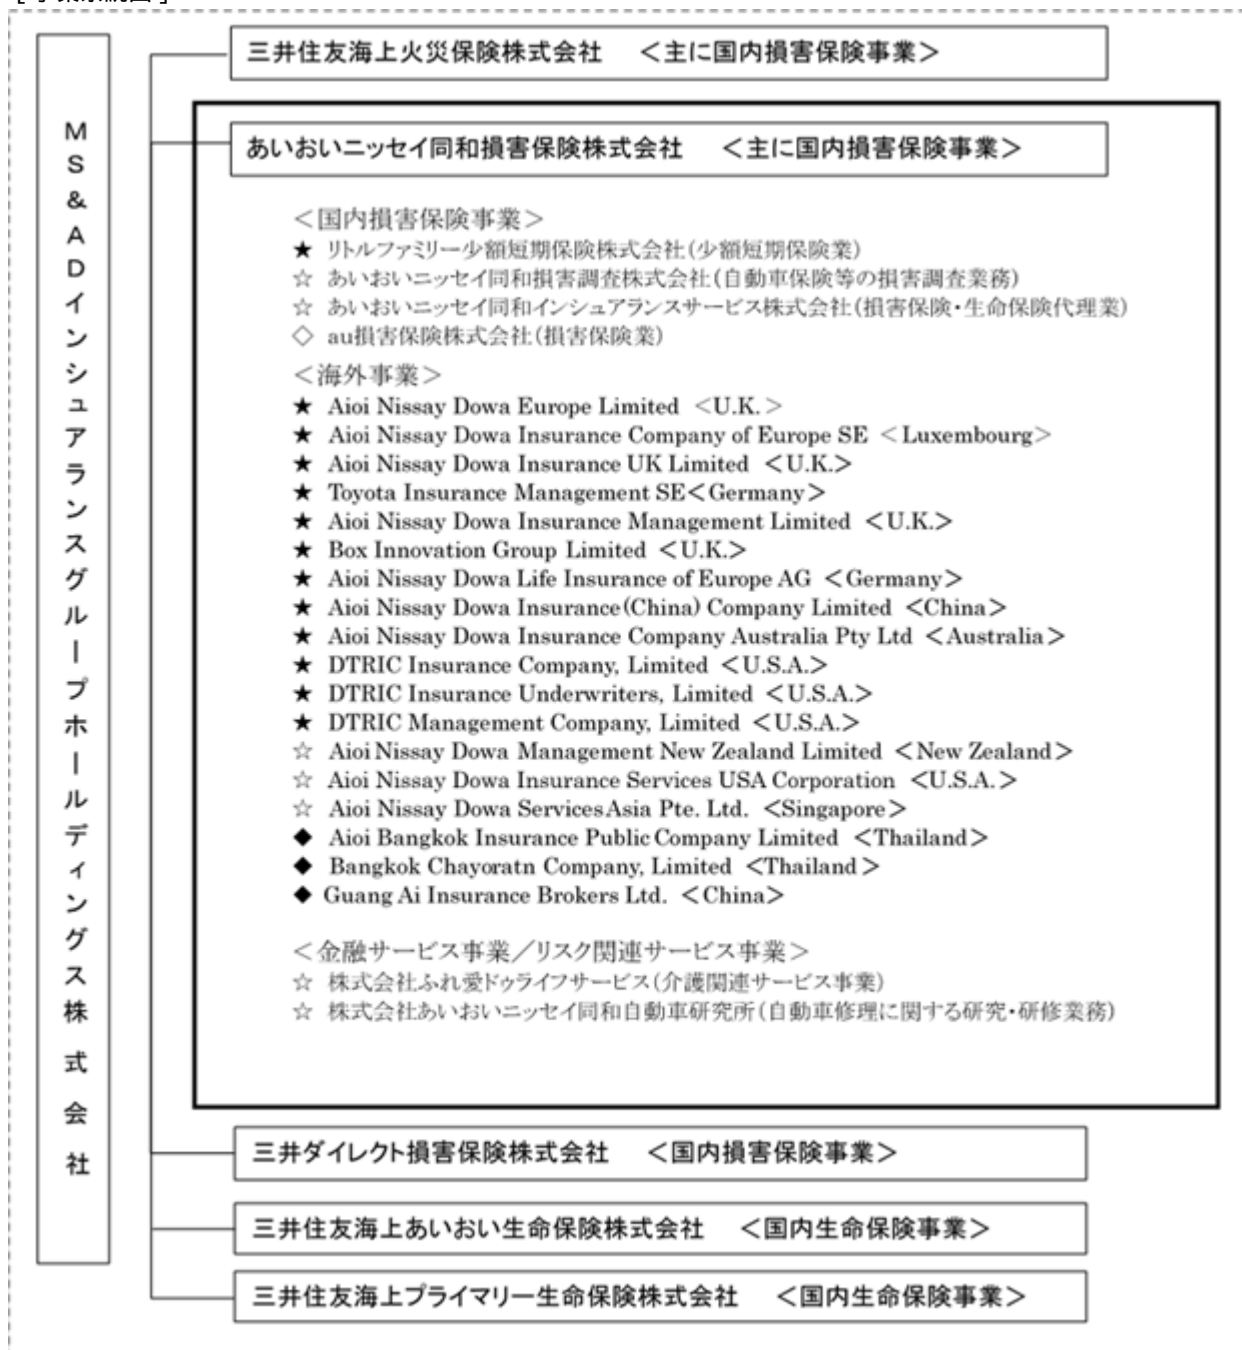 MS&ADインシュアランスグループホールディングス株式会社
三井住友海上火災保険株式会社　＜主に国内損害保険事業＞
あいおいニッセイ同和損害保険株式会社　＜主に国内損害保険事業＞
＜国内損害保険事業＞
★ リトルファミリー少額短期保険株式会社(少額短期保険業)
☆ あいおいニッセイ同和損害調査株式会社(自動車保険等の損害調査業務)
☆ あいおいニッセイ同和インシュアランスサービス株式会社(損害保険・生命保険代理業)
◇ au損害保険株式会社(損害保険業)
＜海外事業＞
★ Aioi Nissay Dowa Europe Limited ＜U.K.＞
★ Aioi Nissay Dowa Insurance Company of Europe SE ＜Luxembourg＞
★ Aioi Nissay Dowa Insurance UK Limited ＜U.K.＞
★ Toyota Insurance Management SE＜Germany＞
★ Aioi Nissay Dowa Insurance Management Limited ＜U.K.＞
★ Box Innovation Group Limited ＜U.K.＞
★ Aioi Nissay Dowa Life Insurance of Europe AG ＜Germany＞
★ Aioi Nissay Dowa Insurance(China) Company Limited ＜China＞
★ Aioi Nissay Dowa Insurance Company Australia Pty Ltd ＜Australia＞
★ DTRIC Insurance Company, Limited ＜U.S.A.＞
★ DTRIC Insurance Underwriters, Limited ＜U.S.A.＞
★ DTRIC Management Company, Limited ＜U.S.A.＞
☆ Aioi Nissay Dowa Management New Zealand Limited ＜New Zealand＞
☆ Aioi Nissay Dowa Insurance Services USA Corporation ＜U.S.A.＞
☆ Aioi Nissay Dowa Services Asia Pte. Ltd. ＜Singapore＞
◆ Aioi Bangkok Insurance Public Company Limited ＜Thailand＞
◆ Bangkok Chayoratn Company, Limited ＜Thailand＞
◆ Guang Ai Insurance Brokers Ltd. ＜China＞
＜金融サービス事業／リスク関連サービス事業＞
☆ 株式会社ふれ愛ドゥライフサービス(介護関連サービス事業)
☆ 株式会社あいおいニッセイ同和自動車研究所(自動車修理に関する研究・研修業務)
三井ダイレクト損害保険株式会社　＜国内損害保険事業＞
三井住友海上あいおい生命保険株式会社　＜国内生命保険事業＞
三井住友海上プライマリー生命保険株式会社　＜国内生命保険事業＞